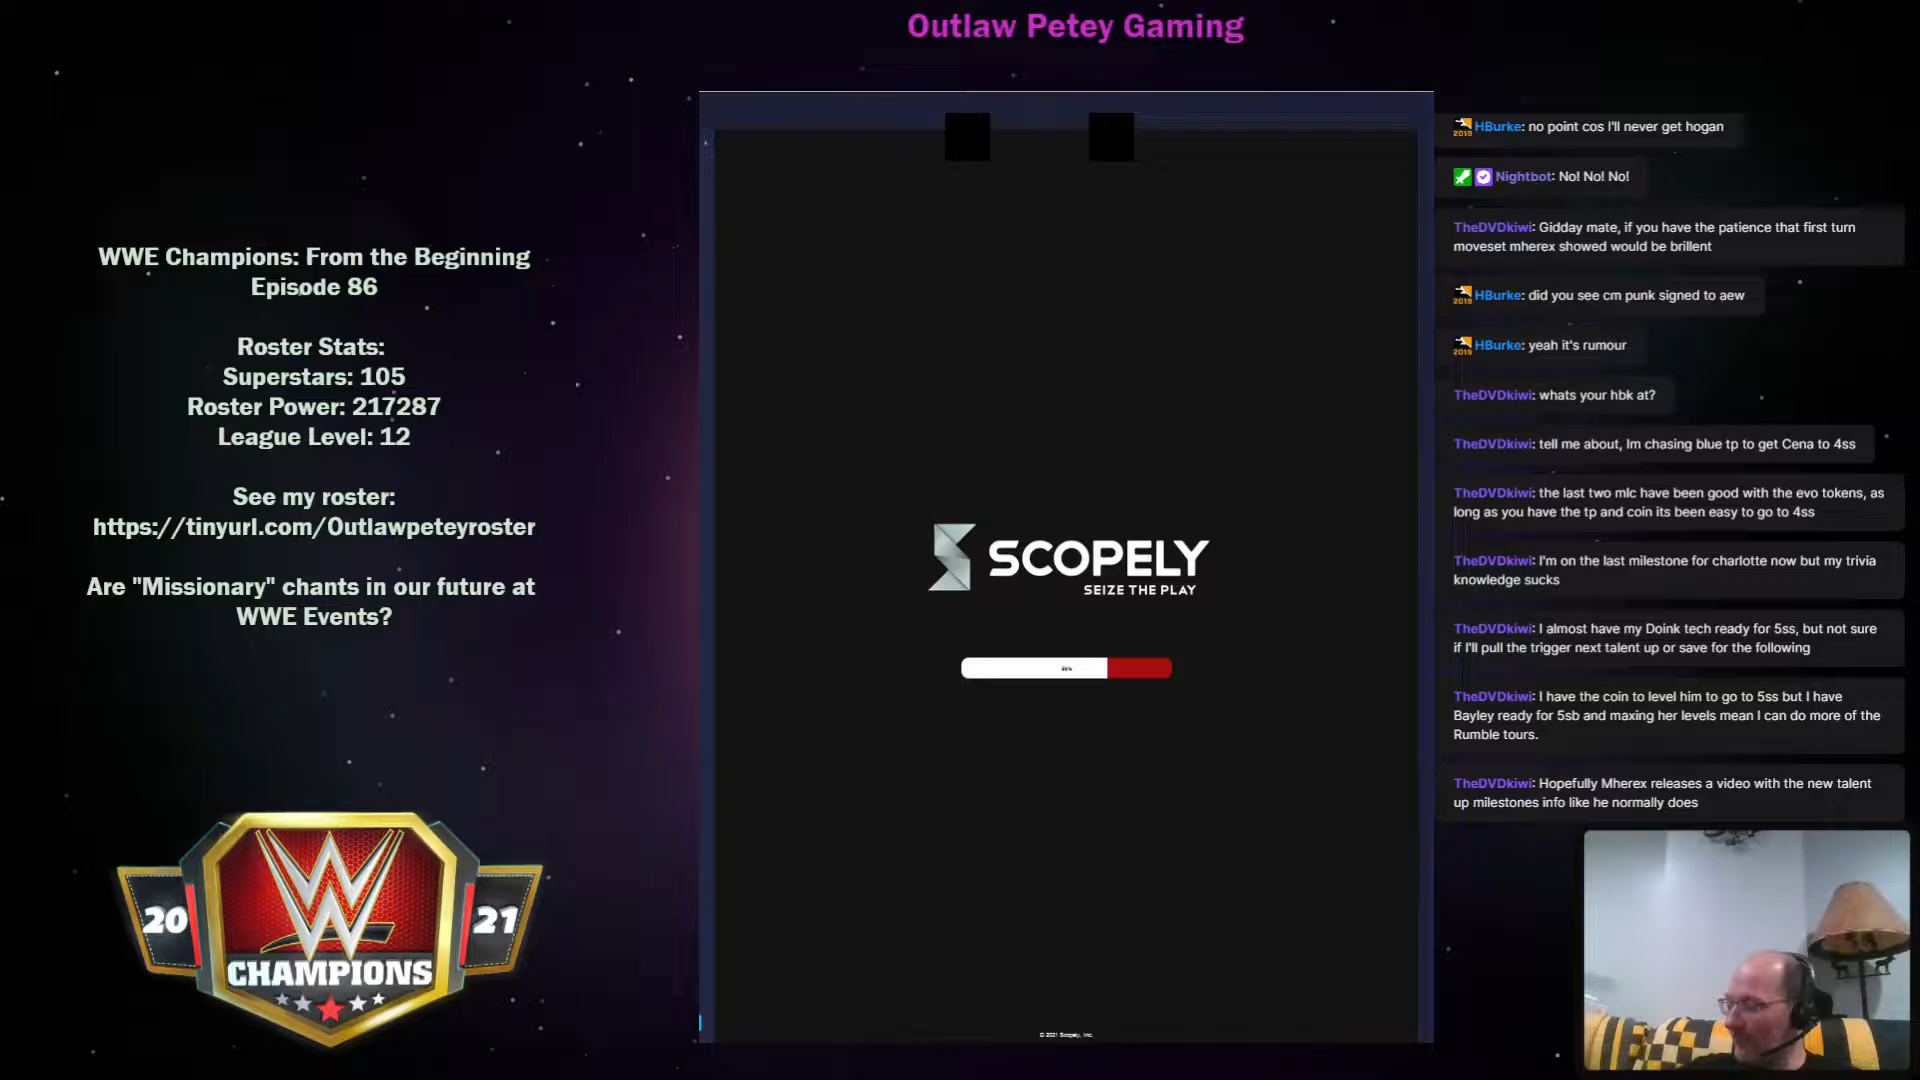 Outlaw Petey Gaming
WWE Champions: From the Beginning
Episode 86
Roster Stats:
Superstars: 105
Roster Power: 217287
League Level: 12
See my roster:
https://tinyurl.com/Outlawpeteyroster
Are "Missionary" chants in our future at
WWE Events?
20
21
CHAMPIONS
SCOPELY
SEIZE THE PLAY
© 2021 Scopely, Inc.
2019 HBurke: no point cos I'll never get hogan
Nightbot: No! No! No!
TheDVDkiwi: Gidday mate, if you have the patience that first turn
moveset mherex showed would be brillent
2019 HBurke: did you see cm punk signed to aew
2019 HBurke: yeah it's rumour
TheDVDkiwi: whats your hbk at?
TheDVDkiwi: tell me about, Im chasing blue tp to get Cena to 4ss
TheDVDkiwi: the last two mlc have been good with the evo tokens, as
long as you have the tp and coin its been easy to go to 4ss
TheDVDkiwi: I'm on the last milestone for charlotte now but my trivia
knowledge sucks
TheDVDkiwi: I almost have my Doink tech ready for 5ss, but not sure
if I'll pull the trigger next talent up or save for the following
TheDVDkiwi: I have the coin to level him to go to 5ss but I have
Bayley ready for 5sb and maxing her levels mean I can do more of the
Rumble tours.
TheDVDkiwi: Hopefully Mherex releases a video with the new talent
up milestones info like he normally does